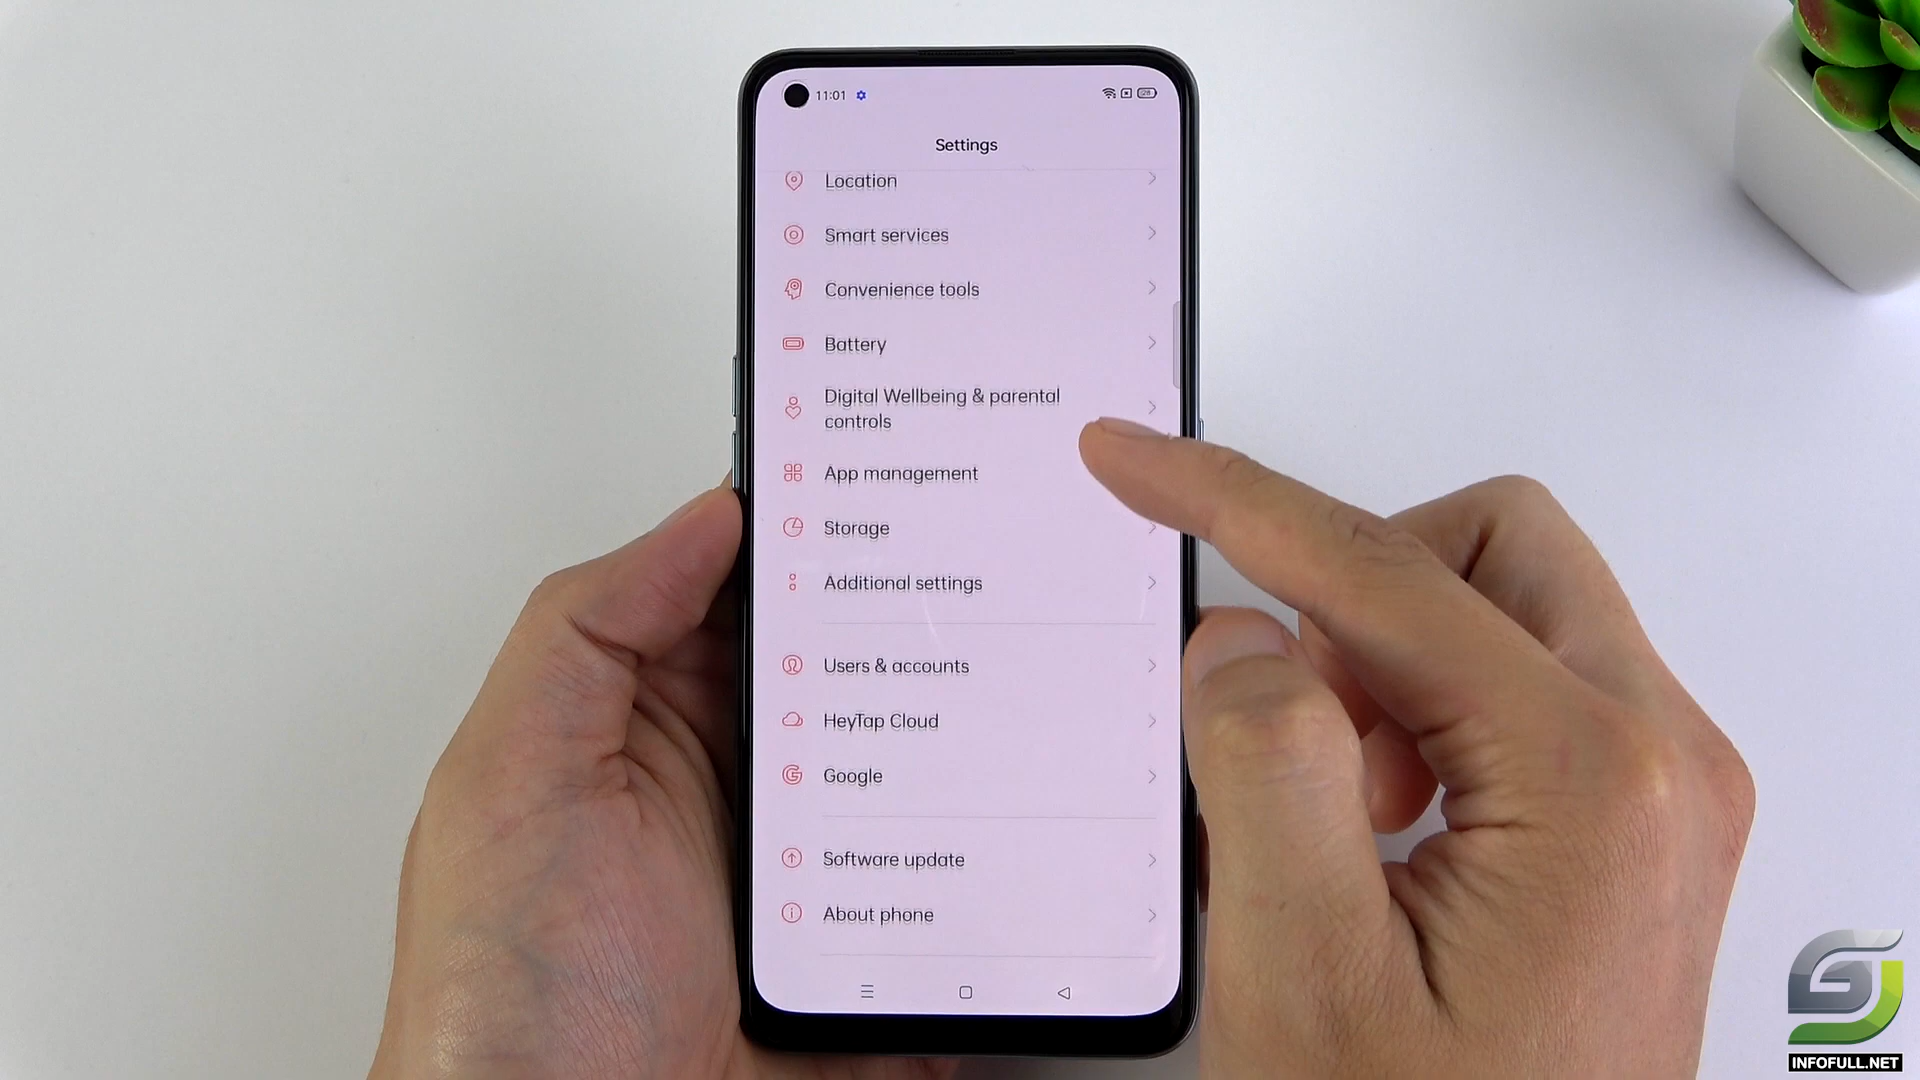 11:01
Settings
Location
Smart services
Convenience tools
Battery
Digital Wellbeing & parental
controls
App management
Storage
Additional settings
Users & accounts
HeyTap Cloud
Google
Software update
About phone
INFOFULL.NET